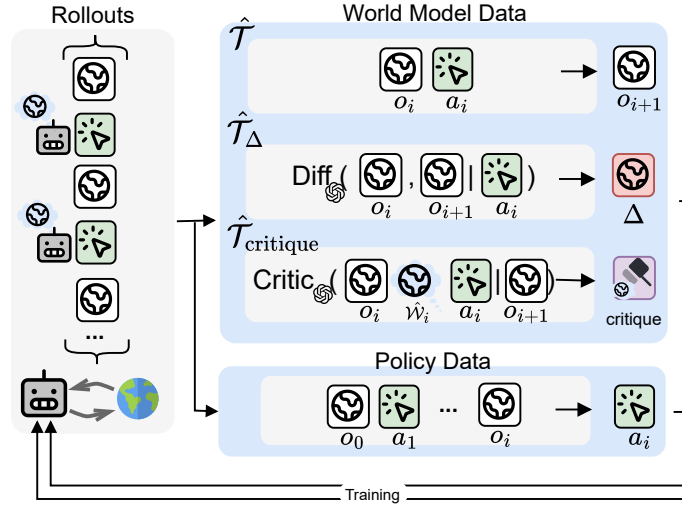 Rollouts
...
World Model Data
𝒯̂
o_i a_i o_{i+1}
𝒯̂_Δ
Diff( , | )
o_i o_{i+1} a_i Δ
𝒯̂_critique
Critic( | )
o_i 𝒲̂_i a_i o_{i+1}
critique
Policy Data
...
o_0 a_1 o_i a_i
Training